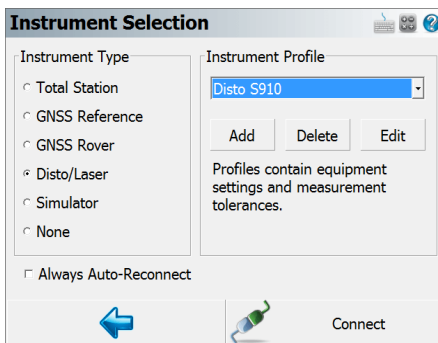 Instrument Selection
Instrument Type
Total Station
GNSS Reference
GNSS Rover
Disto/Laser
Simulator
None
Instrument Profile
Disto S910
Add Delete Edit
Profiles contain equipment
settings and measurement
tolerances.
Always Auto-Reconnect
Connect